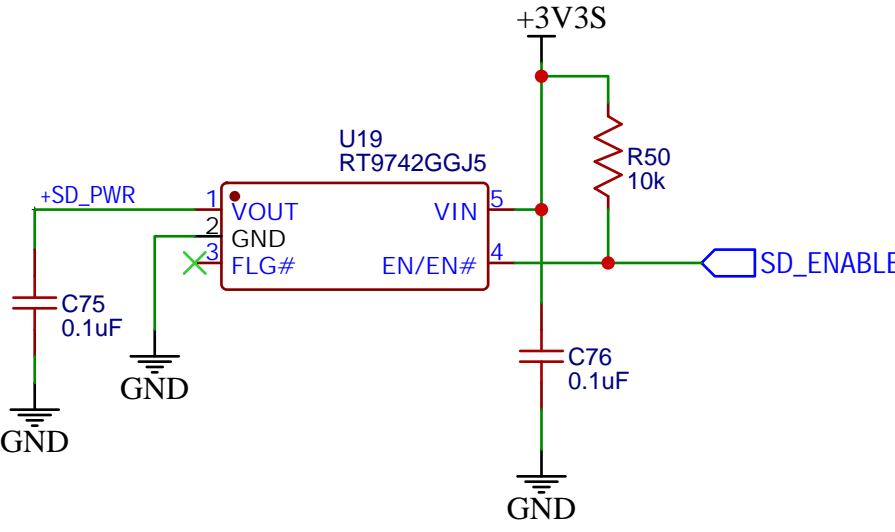 +3V3S
U19
RT9742GGJ5
R50
10k
+SD_PWR
1
VOUT
VIN
5
2
GND
3
FLG#
EN/EN#
4
SD_ENABLE
C75
0.1uF
C76
0.1uF
GND
GND
GND